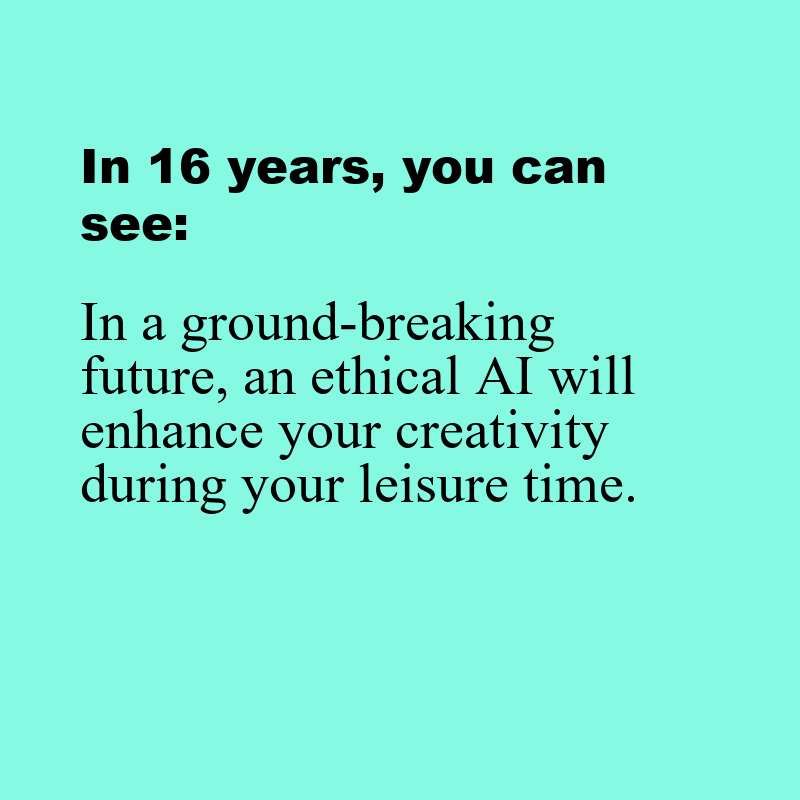 In 16 years, you can
see:
In a ground-breaking
future, an ethical AI will
enhance your creativity
during your leisure time.